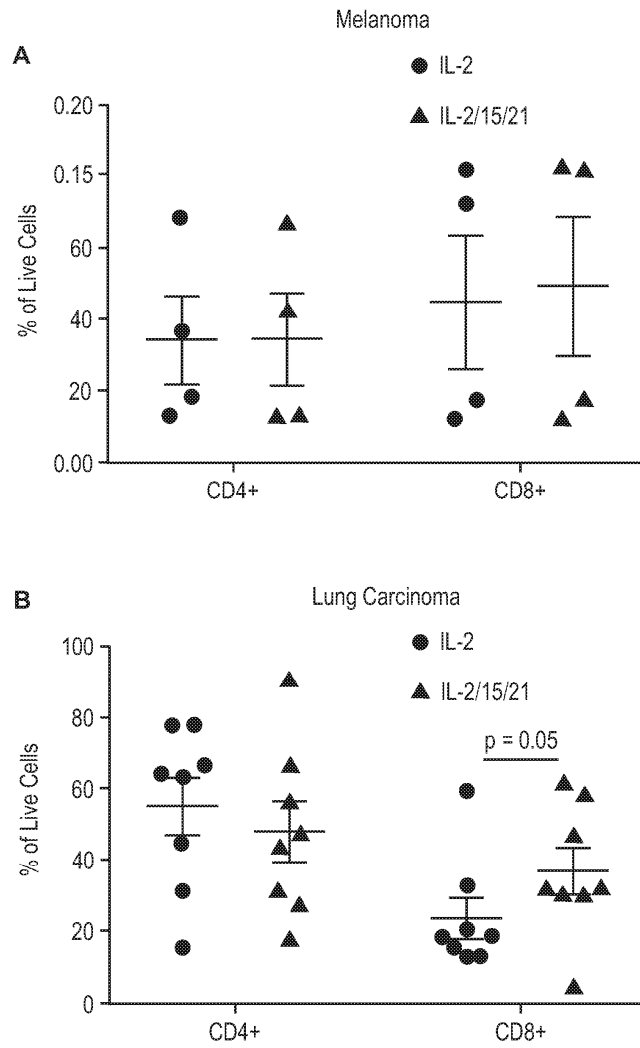 Melanoma
A
IL-2
IL-2/15/21
0.20
0.15
60
40
20
0.00
% of Live Cells
CD4+ CD8+
B
Lung Carcinoma
IL-2
IL-2/15/21
p = 0.05
100
80
60
40
20
0
% of Live Cells
CD4+ CD8+